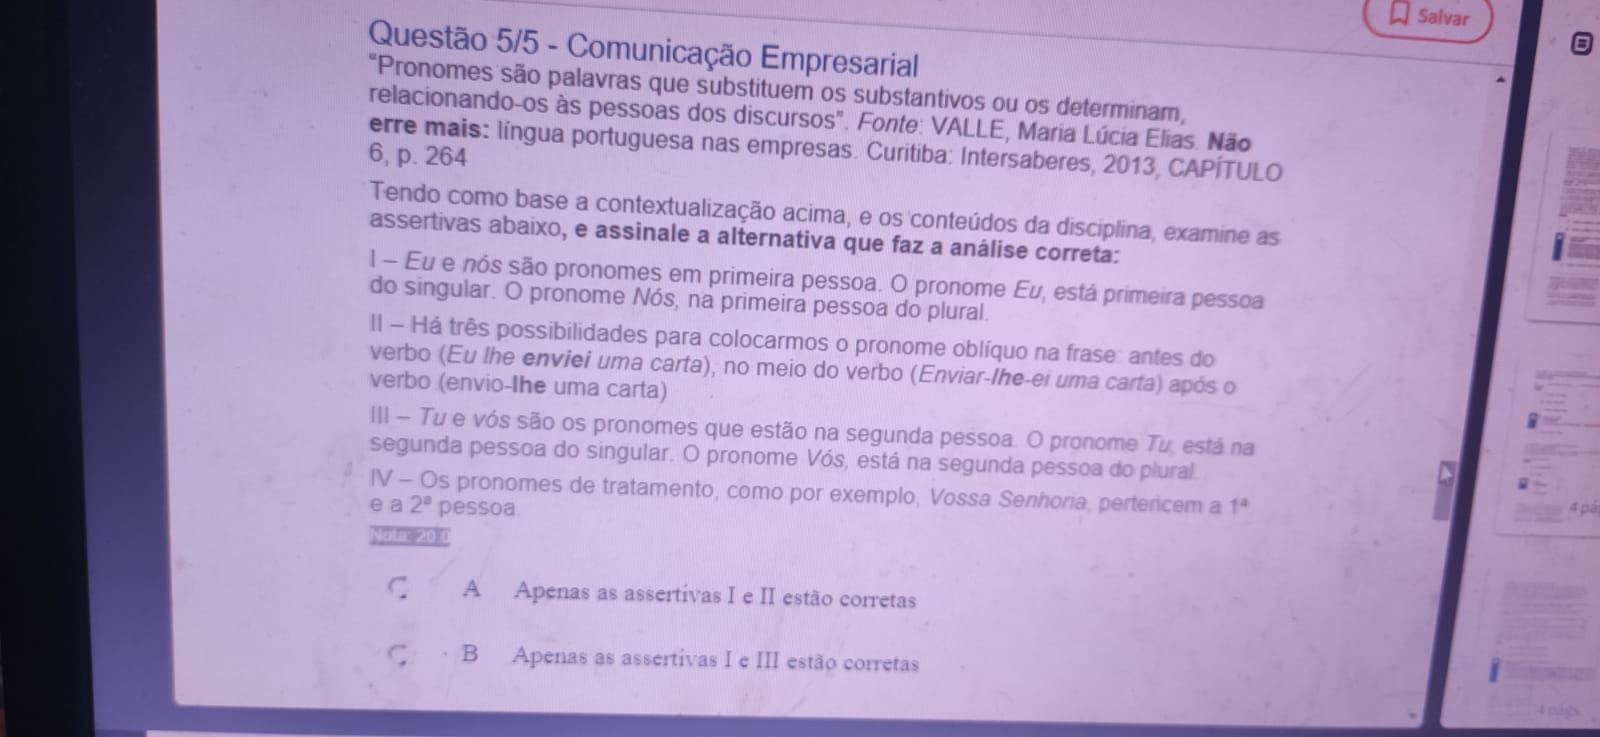 Salvar
Questão 5/5 - Comunicação Empresarial
“Pronomes são palavras que substituem os substantivos ou os determinam,
relacionando-os às pessoas dos discursos”. Fonte: VALLE, Maria Lúcia Elias. Não
erre mais: língua portuguesa nas empresas. Curitiba: Intersaberes, 2013, CAPÍTULO
6, p. 264
Tendo como base a contextualização acima, e os conteúdos da disciplina, examine as
assertivas abaixo, e assinale a alternativa que faz a análise correta:
I – Eu e nós são pronomes em primeira pessoa. O pronome Eu, está primeira pessoa
do singular. O pronome Nós, na primeira pessoa do plural.
II – Há três possibilidades para colocarmos o pronome oblíquo na frase: antes do
verbo (Eu lhe enviei uma carta), no meio do verbo (Enviar-lhe-ei uma carta) após o
verbo (envio-lhe uma carta)
III – Tu e vós são os pronomes que estão na segunda pessoa. O pronome Tu, está na
segunda pessoa do singular. O pronome Vós, está na segunda pessoa do plural.
IV – Os pronomes de tratamento, como por exemplo, Vossa Senhoria, pertencem a 1ª
e a 2ª pessoa.
Nota: 20.0
A Apenas as assertivas I e II estão corretas
B Apenas as assertivas I e III estão corretas
4 pá
4 págs